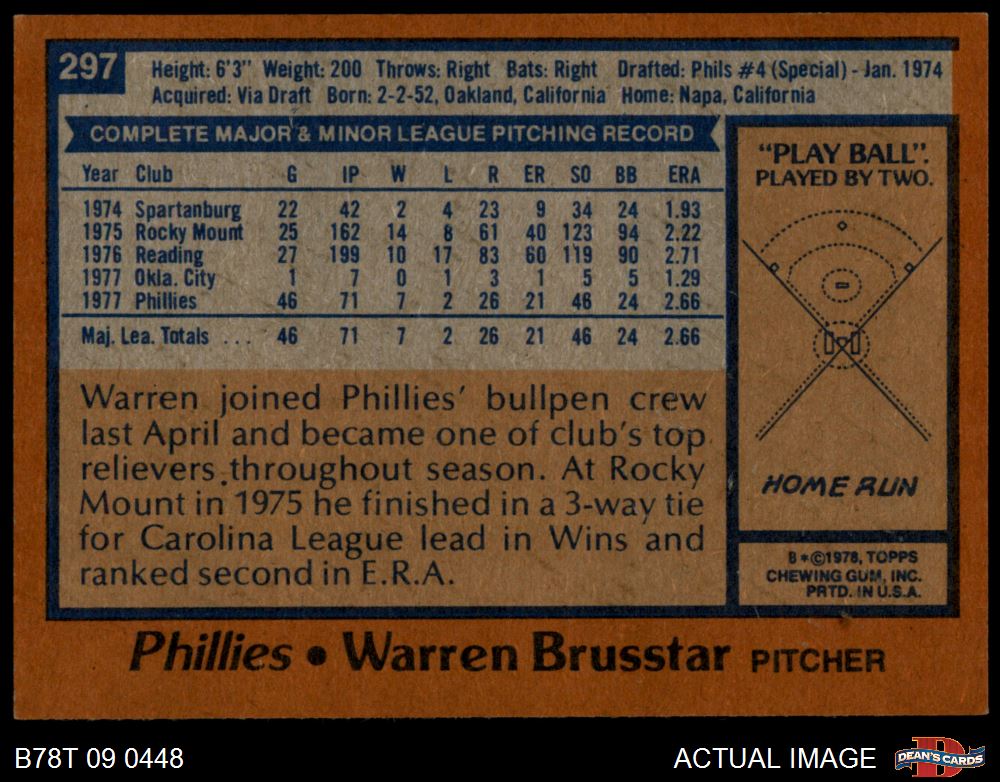 297
Height: 6'3" Weight: 200 Throws: Right Bats: Right Drafted: Phils #4 (Special) - Jan. 1974
Acquired: Via Draft Born: 2-2-52, Oakland, California Home: Napa, California
COMPLETE MAJOR & MINOR LEAGUE PITCHING RECORD
Year Club G IP W L R ER SO BB ERA
1974 Spartanburg 22 42 2 4 23 9 34 24 1.93
1975 Rocky Mount 25 162 14 8 61 40 123 94 2.22
1976 Reading 27 199 10 17 83 60 119 90 2.71
1977 Okla. City 1 7 0 1 3 1 5 5 1.29
1977 Phillies 46 71 7 2 26 21 46 24 2.66
Maj. Lea. Totals ... 46 71 7 2 26 21 46 24 2.66
Warren joined Phillies' bullpen crew
last April and became one of club's top
relievers throughout season. At Rocky
Mount in 1975 he finished in a 3-way tie
for Carolina League lead in Wins and
ranked second in E.R.A.
"PLAY BALL".
PLAYED BY TWO.
HOME RUN
B*©1978, TOPPS
CHEWING GUM, INC.
PRTD. IN U.S.A.
Phillies • Warren Brusstar PITCHER
B78T 09 0448
ACTUAL IMAGE
D
DEAN'S CARDS